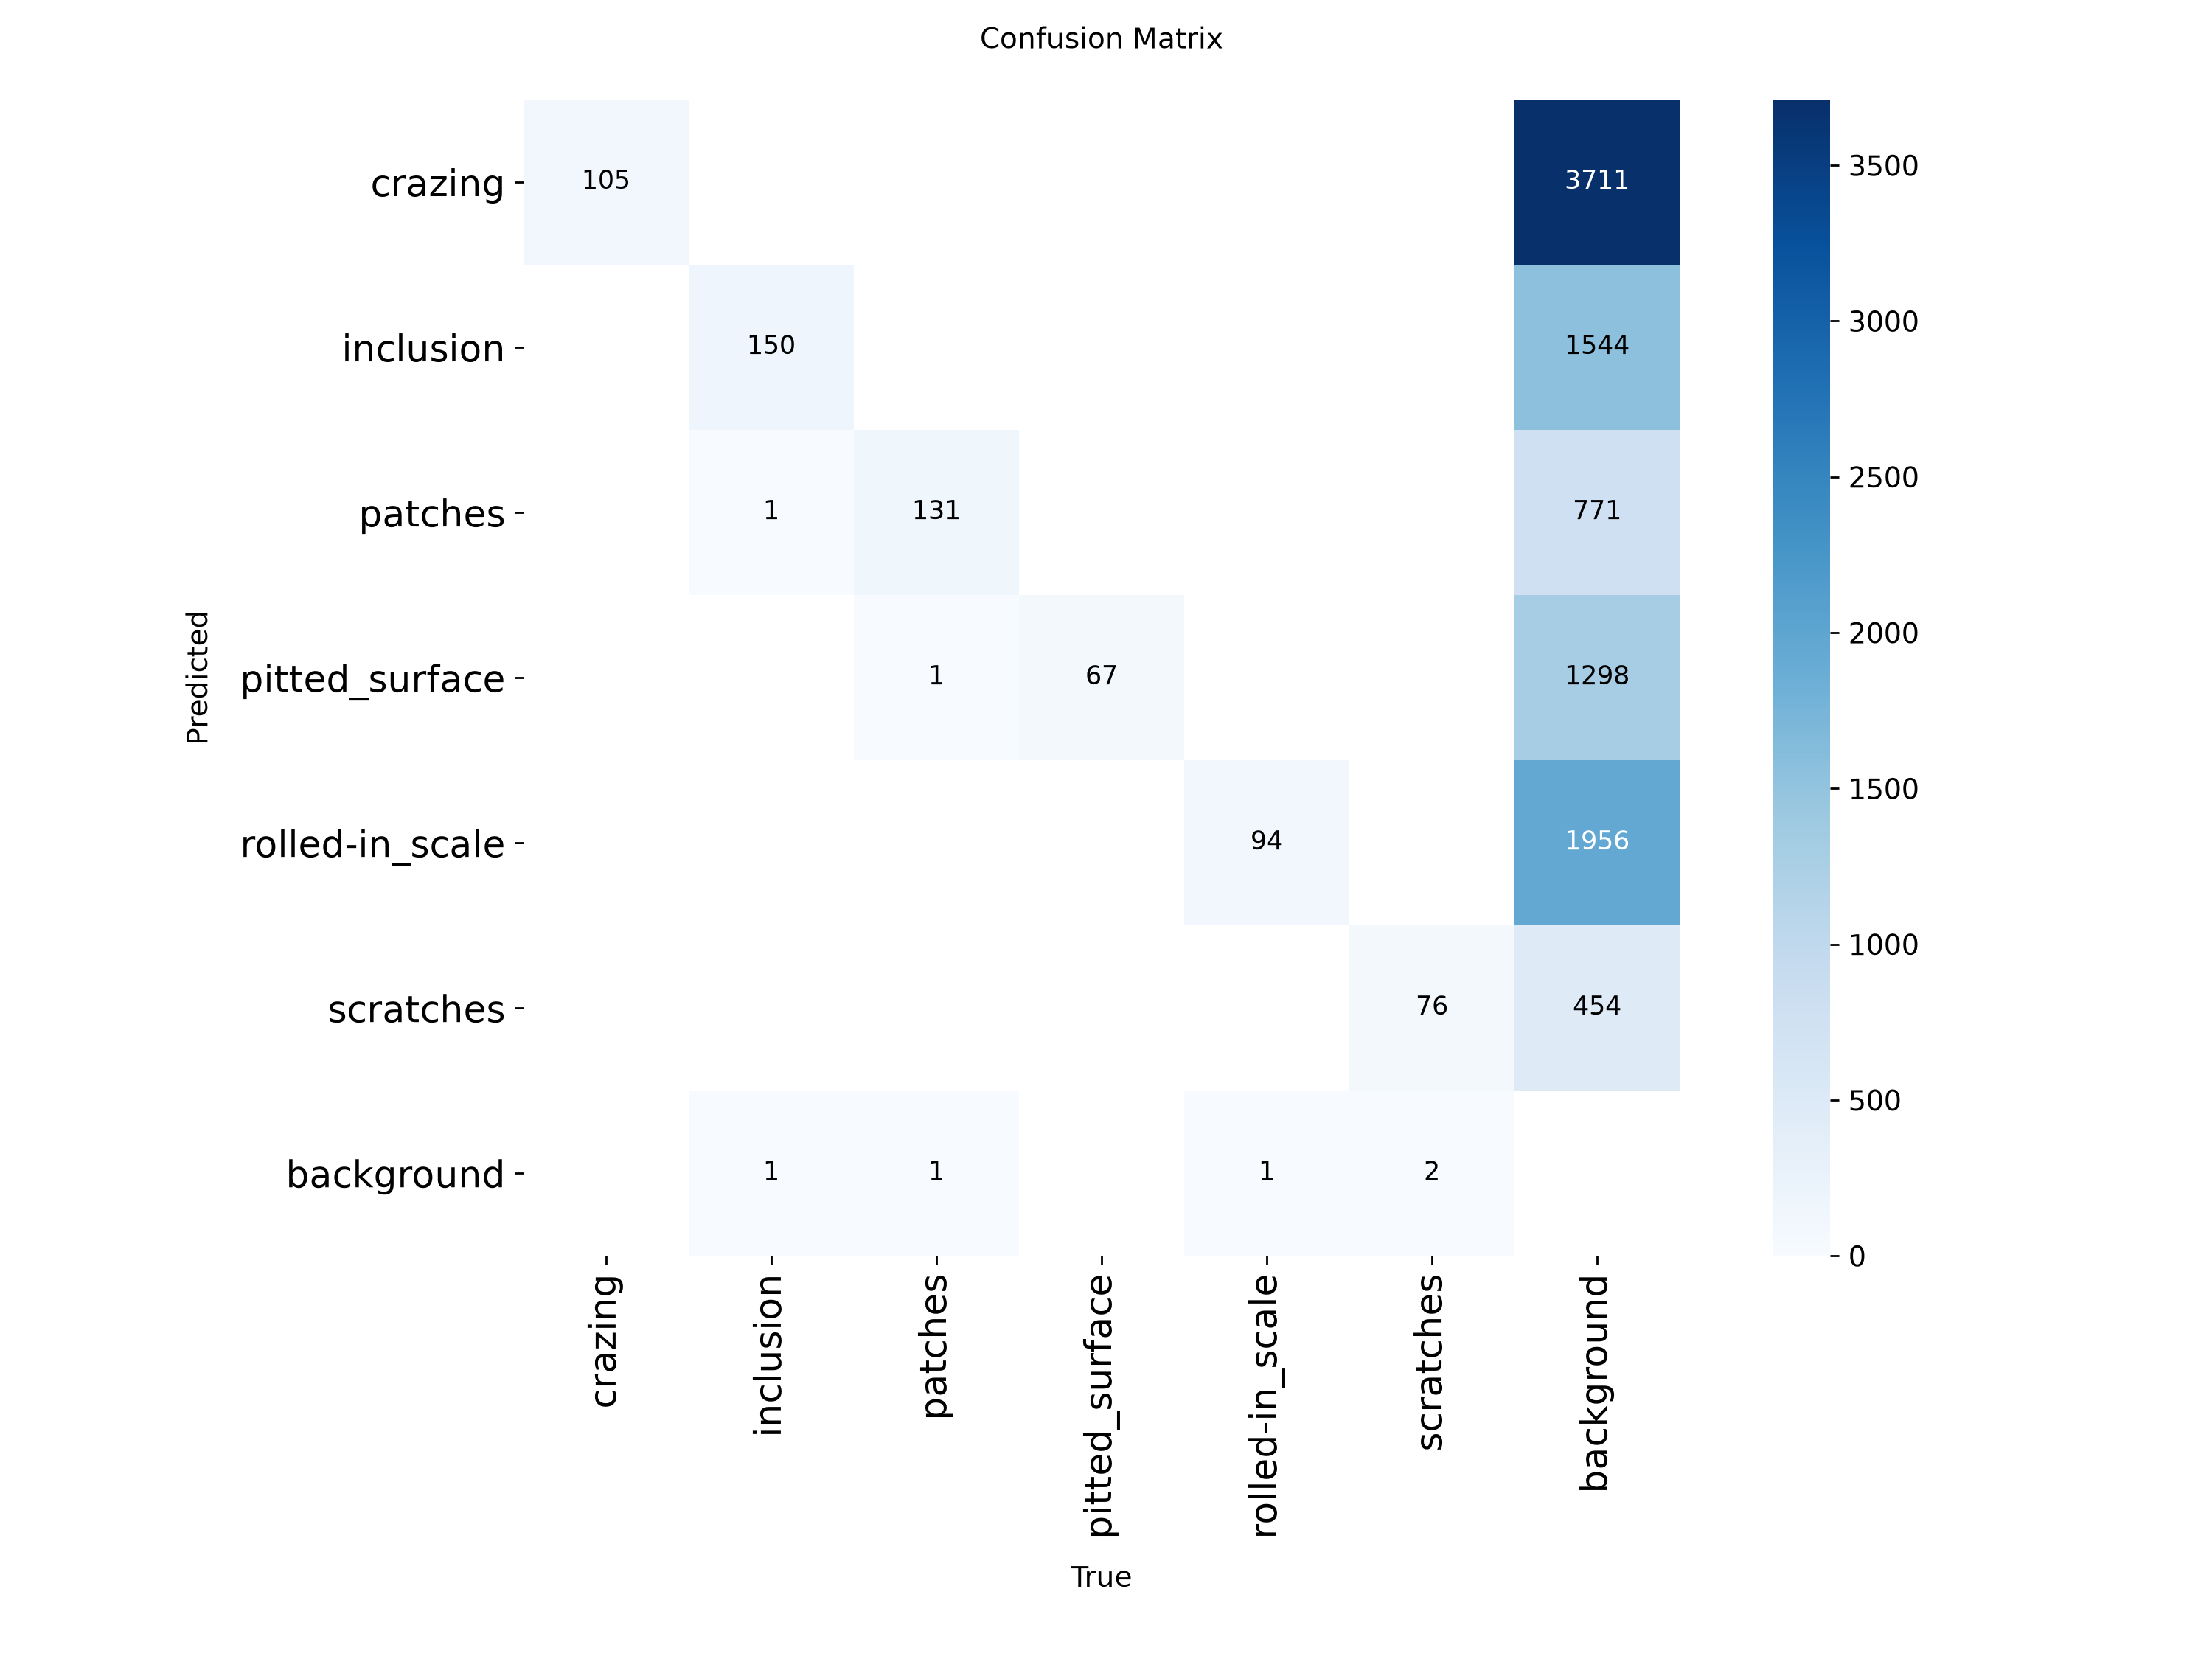 Confusion Matrix
crazing
105
3711
3500
inclusion
150
1544
3000
patches
1
131
771
2500
Predicted
pitted_surface
1
67
1298
2000
rolled-in_scale
94
1956
1500
scratches
76
454
1000
background
1
1
1
2
500
0
crazing
inclusion
patches
pitted_surface
rolled-in_scale
scratches
background
True